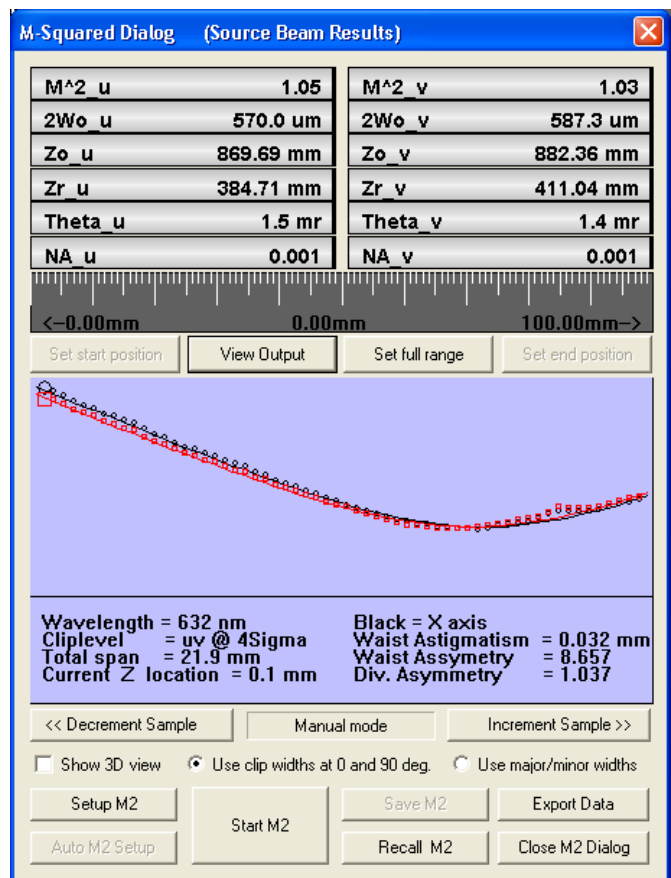 M-Squared Dialog (Source Beam Results)
M^2_u 1.05 M^2_v 1.03
2Wo_u 570.0 um 2Wo_v 587.3 um
Zo_u 869.69 mm Zo_v 882.36 mm
Zr_u 384.71 mm Zr_v 411.04 mm
Theta_u 1.5 mr Theta_v 1.4 mr
NA_u 0.001 NA_v 0.001
<-0.00mm 0.00mm 100.00mm->
Set start position View Output Set full range Set end position
Wavelength = 632 nm Black = X axis
Cliplevel = uv @ 4Sigma Waist Astigmatism = 0.032 mm
Total span = 21.9 mm Waist Assymetry = 8.657
Current Z location = 0.1 mm Div. Asymmetry = 1.037
<< Decrement Sample Manual mode Increment Sample >>
Show 3D view Use clip widths at 0 and 90 deg. Use major/minor widths
Setup M2 Start M2 Save M2 Export Data
Auto M2 Setup Recall M2 Close M2 Dialog